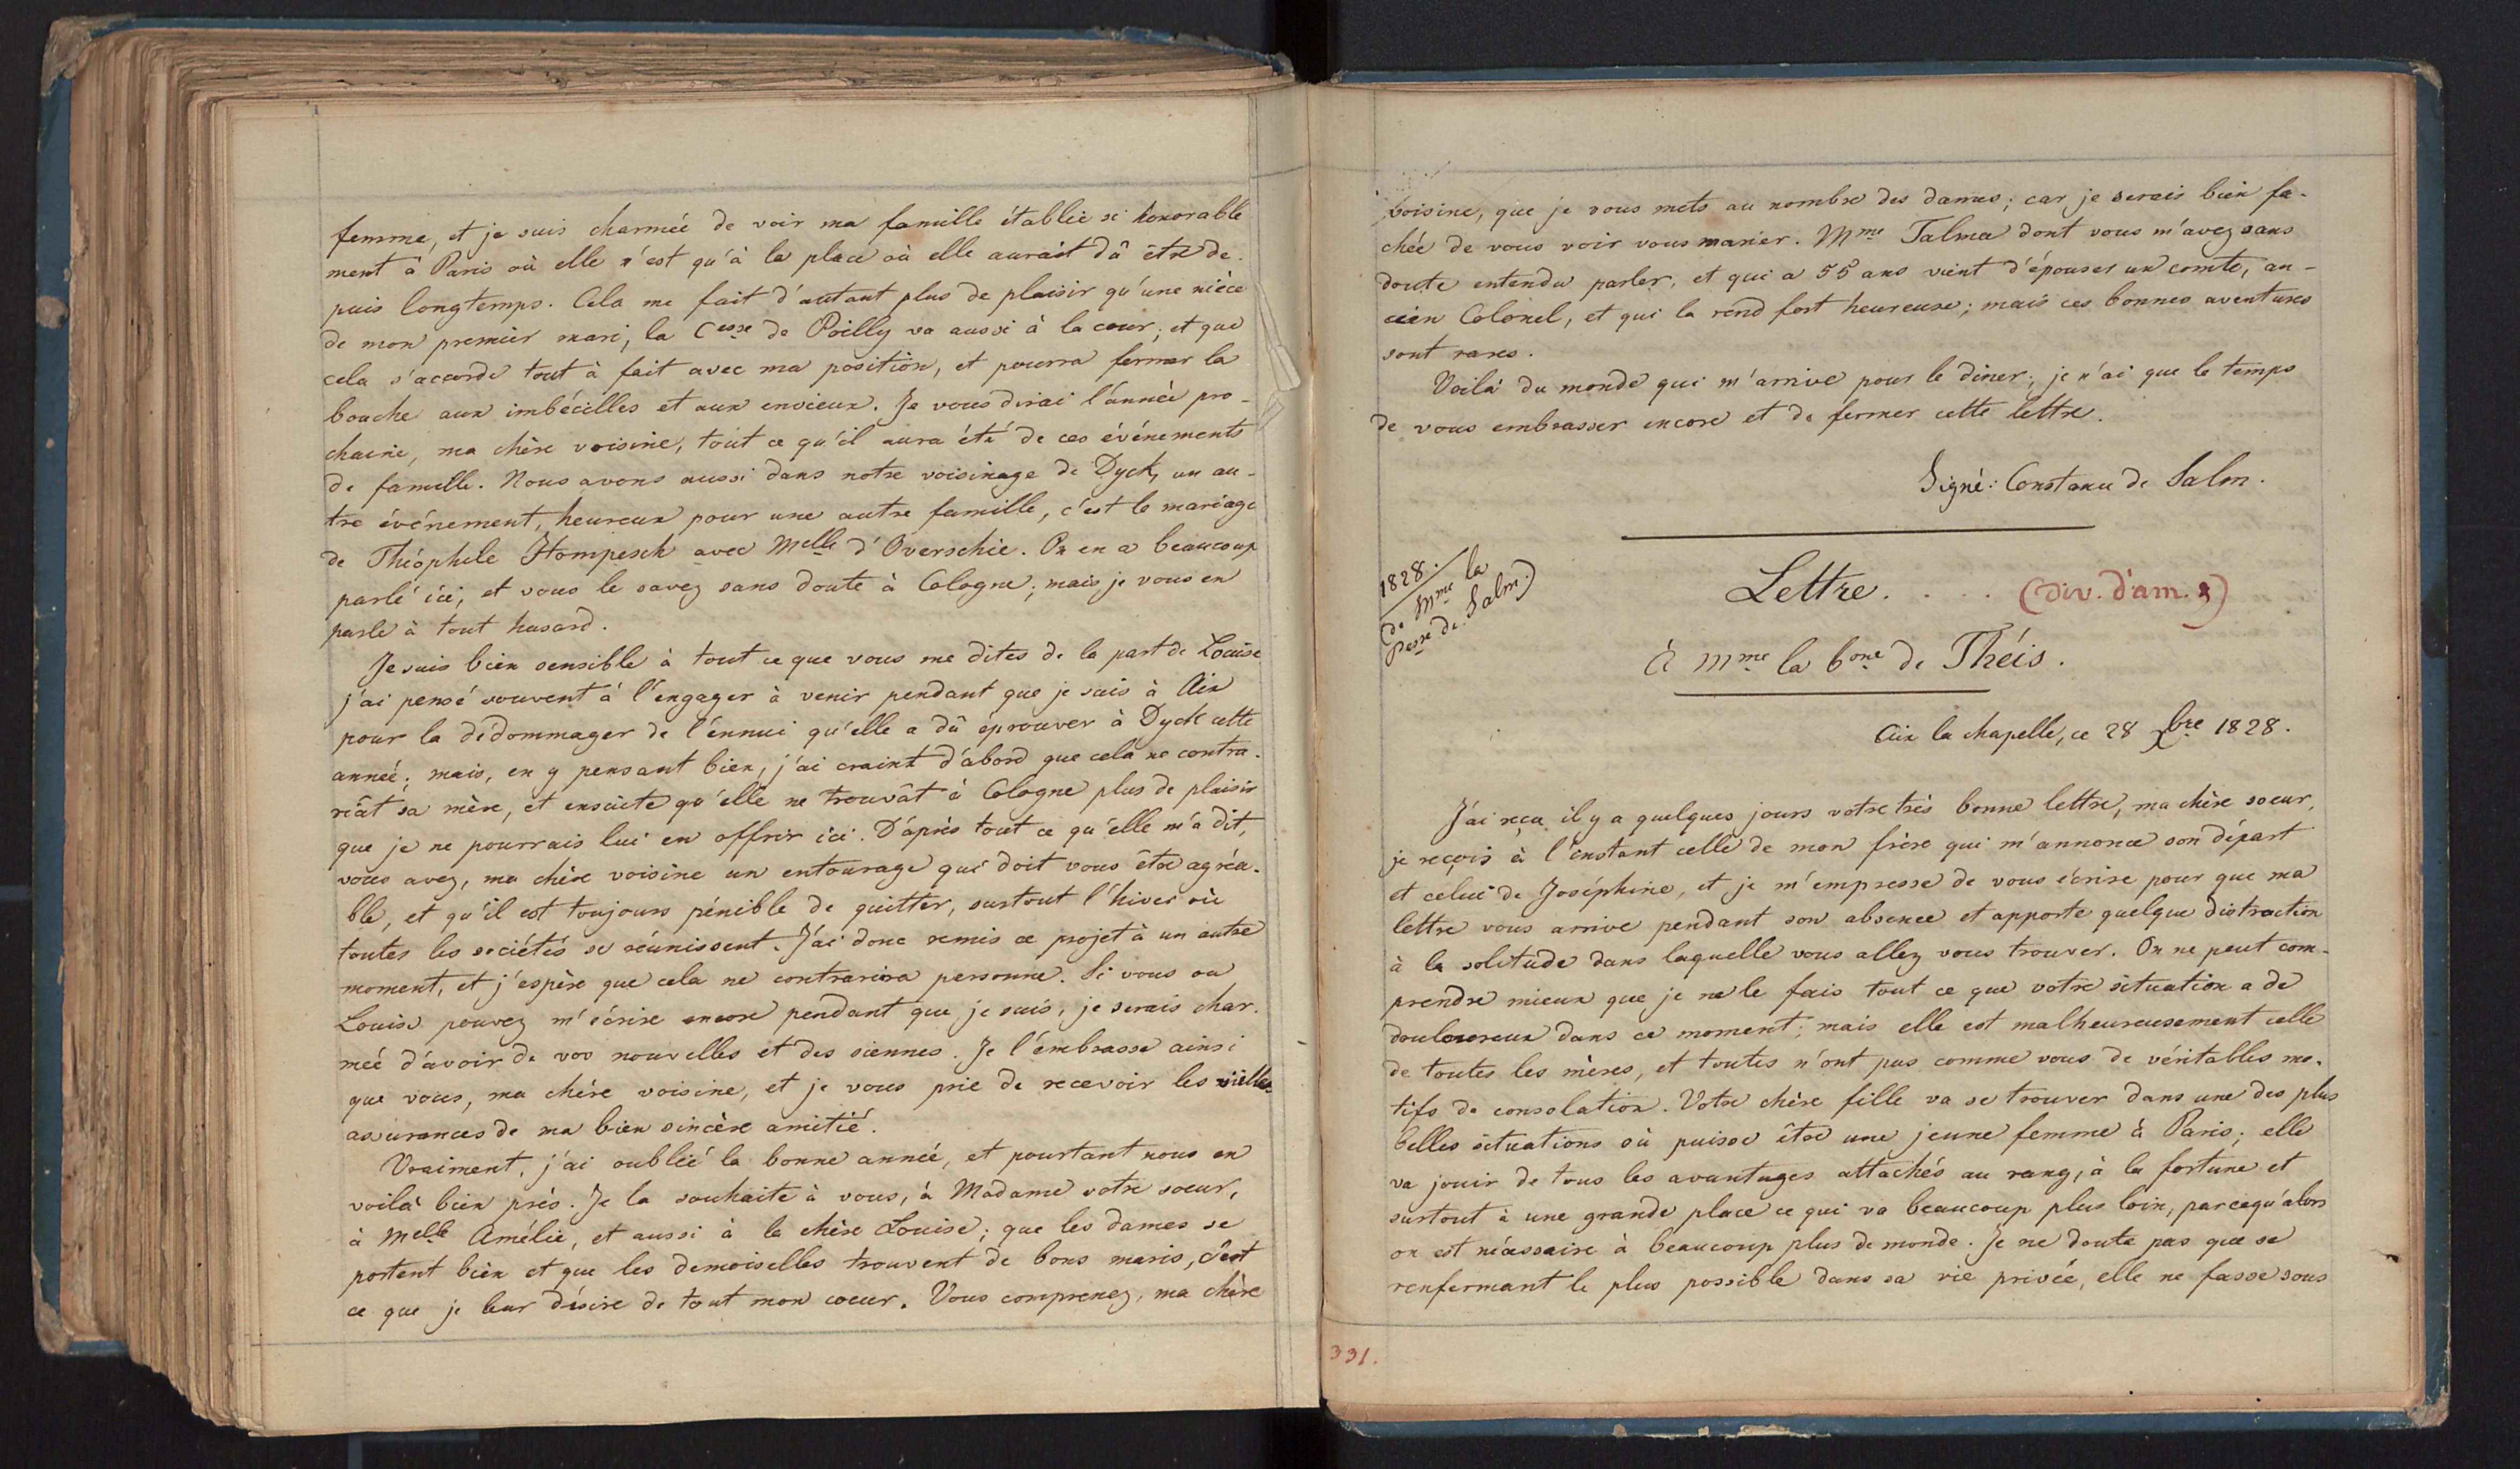 femme, et je suis charmée de voir ma famille établie si honorable
ment à Paris où elle n'est qu'à la place où elle aurait dû être de-
puis longtemps. Cela me fait d'autant plus de plaisir qu'une nièce
de mon premier mari, la Cesse de Poilly va aussi à la cour; et que
cela s'accorde tout à fait avec ma position, et pourra fermer la
bouche aux imbécilles et aux envieux. Je vous dirai l'année pro-
chaine, ma chère voisine, tout ce qu'il aura été de ces événements
de famille. Nous avons aussi dans notre voisinage de Dyck, un au-
tre événement, heureux pour une autre famille, c'est le mariage
de Théophile Hompesch avec Melle d'Overschie. On en a beaucoup
parlé ici, et vous le savez sans doute à Cologne; mais je vous en
parle à tout hasard.
Je suis bien sensible à tout ce que vous me dites de la part de Louise
j'ai pensé souvent à l'engager à venir pendant que je suis à Aix
pour la dédommager de l'ennui qu'elle a dû éprouver à Dyck cette
année; mais, en y pensant bien, j'ai craint d'abord que cela ne contra-
riât sa mère, et ensuite qu'elle ne trouvât à Cologne plus de plaisir
que je ne pourrais lui en offrir ici. D'après tout ce qu'elle m'a dit,
vous avez, ma chère voisine un entourage qui doit vous être agréa-
ble, et qu'il est toujours pénible de quitter, surtout l'hiver où
toutes les sociétés se réunissent. J'ai donc remis ce projet à un autre
moment, et j'espère que cela ne contrariera personne. Si vous ou
Louise pouvez m'écrire encore pendant que je suis, je serais char-
mée d'avoir de vos nouvelles et des siennes. Je l'embrasse ainsi
que vous, ma chère voisine, et je vous prie de recevoir les
assurances de ma bien sincère amitié.
Vraiment, j'ai oublié la bonne année, et pourtant nous en
voilà bien près. Je la souhaite à vous, à Madame votre soeur,
à Melle Amélie, et aussi à la chère Louise; que les dames se
portent bien et que les demoiselles trouvent de bons maris, c'est
ce que je leur désire de tout mon coeur. Vous comprenez, ma chère
voisine, que je vous mets au nombre des dames; car je serais bien fa-
chée de vous voir vous marier. Mme Talma dont vous m'avez sans
doute entendu parler, et qui a 55 ans vient d'épouser un comte, an-
cien Colonel, et qui la rend fort heureuse; mais ces bonnes aventures
sont rares.
Voilà du monde qui m'arrive pour le dîner; je n'ai que le temps
de vous embrasser encore et de fermer cette lettre.
Signé: Constance de Salm.
1828.
(de Mme la
Pesse de Salm)
Lettre. . . . (div. d'am.
à Mme la bone de Théis.
Aix la chapelle, ce 28 Xbre 1828.
J'ai reçu il y a quelques jours votre très bonne lettre, ma chère soeur,
je reçois à l'instant celle de mon frère qui m'annonce son départ
et celui de Joséphine, et je m'empresse de vous écrire pour que ma
lettre vous arrive pendant son absence et apporte quelque distraction
à la solitude dans laquelle vous allez vous trouver. On ne peut com-
prendre mieux que je ne le fais tout ce que votre situation a de
douloureux dans ce moment; mais elle est malheureusement celle
de toutes les mères, et toutes n'ont pas comme vous de véritables mo-
tifs de consolation. Votre chère fille va se trouver dans une des plus
belles situations où puisse être une jeune femme à Paris; elle
va jouir de tous les avantages attachés au rang, à la fortune et
surtout à une grande place ce qui va beaucoup plus loin, parcequ'alors
on est nécessaire à beaucoup plus de monde. Je ne doute pas que se
renfermant le plus possible dans sa vie privée, elle ne fasse sous
331.